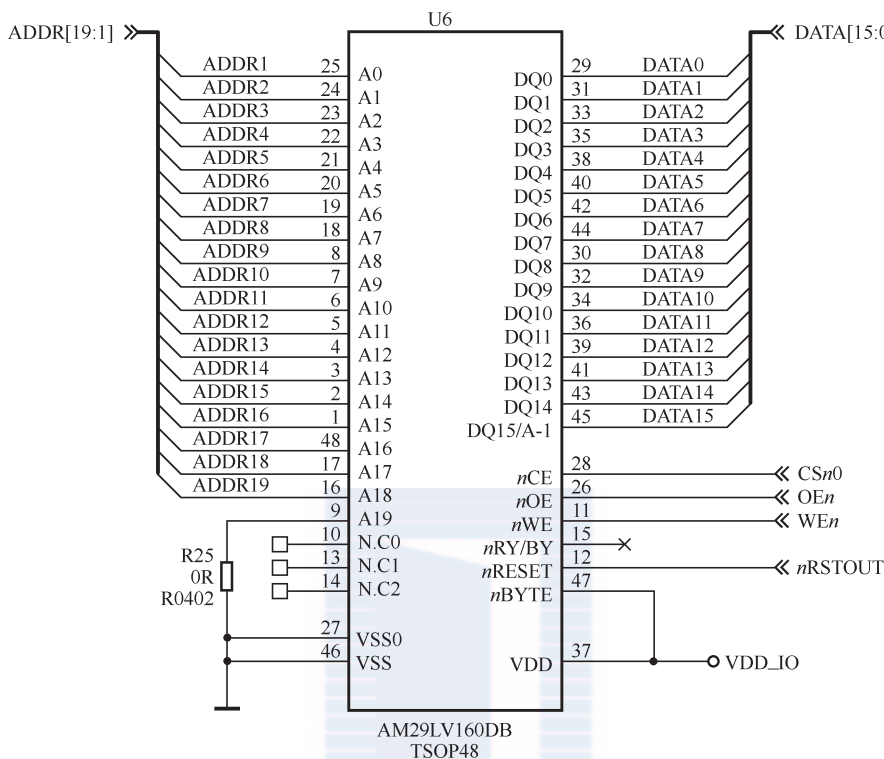 U6
ADDR[19:1]
DATA[15:0
ADDR1 25 A0
ADDR2 24 A1
ADDR3 23 A2
ADDR4 22 A3
ADDR5 21 A4
ADDR6 20 A5
ADDR7 19 A6
ADDR8 18 A7
ADDR9 8 A8
ADDR10 7 A9
ADDR11 6 A10
ADDR12 5 A11
ADDR13 4 A12
ADDR14 3 A13
ADDR15 2 A14
ADDR16 1 A15
ADDR17 48 A16
ADDR18 17 A17
ADDR19 16 A18
9 A19
10 N.C0
13 N.C1
14 N.C2
R25
0R
R0402
27 VSS0
46 VSS
DQ0 29 DATA0
DQ1 31 DATA1
DQ2 33 DATA2
DQ3 35 DATA3
DQ4 38 DATA4
DQ5 40 DATA5
DQ6 42 DATA6
DQ7 44 DATA7
DQ8 30 DATA8
DQ9 32 DATA9
DQ10 34 DATA10
DQ11 36 DATA11
DQ12 39 DATA12
DQ13 41 DATA13
DQ14 43 DATA14
DQ15/A-1 45 DATA15
nCE 28 CSn0
nOE 26 OEn
nWE 11 WEn
nRY/BY 15
nRESET 12 nRSTOUT
nBYTE 47
VDD 37 VDD_IO
AM29LV160DB
TSOP48